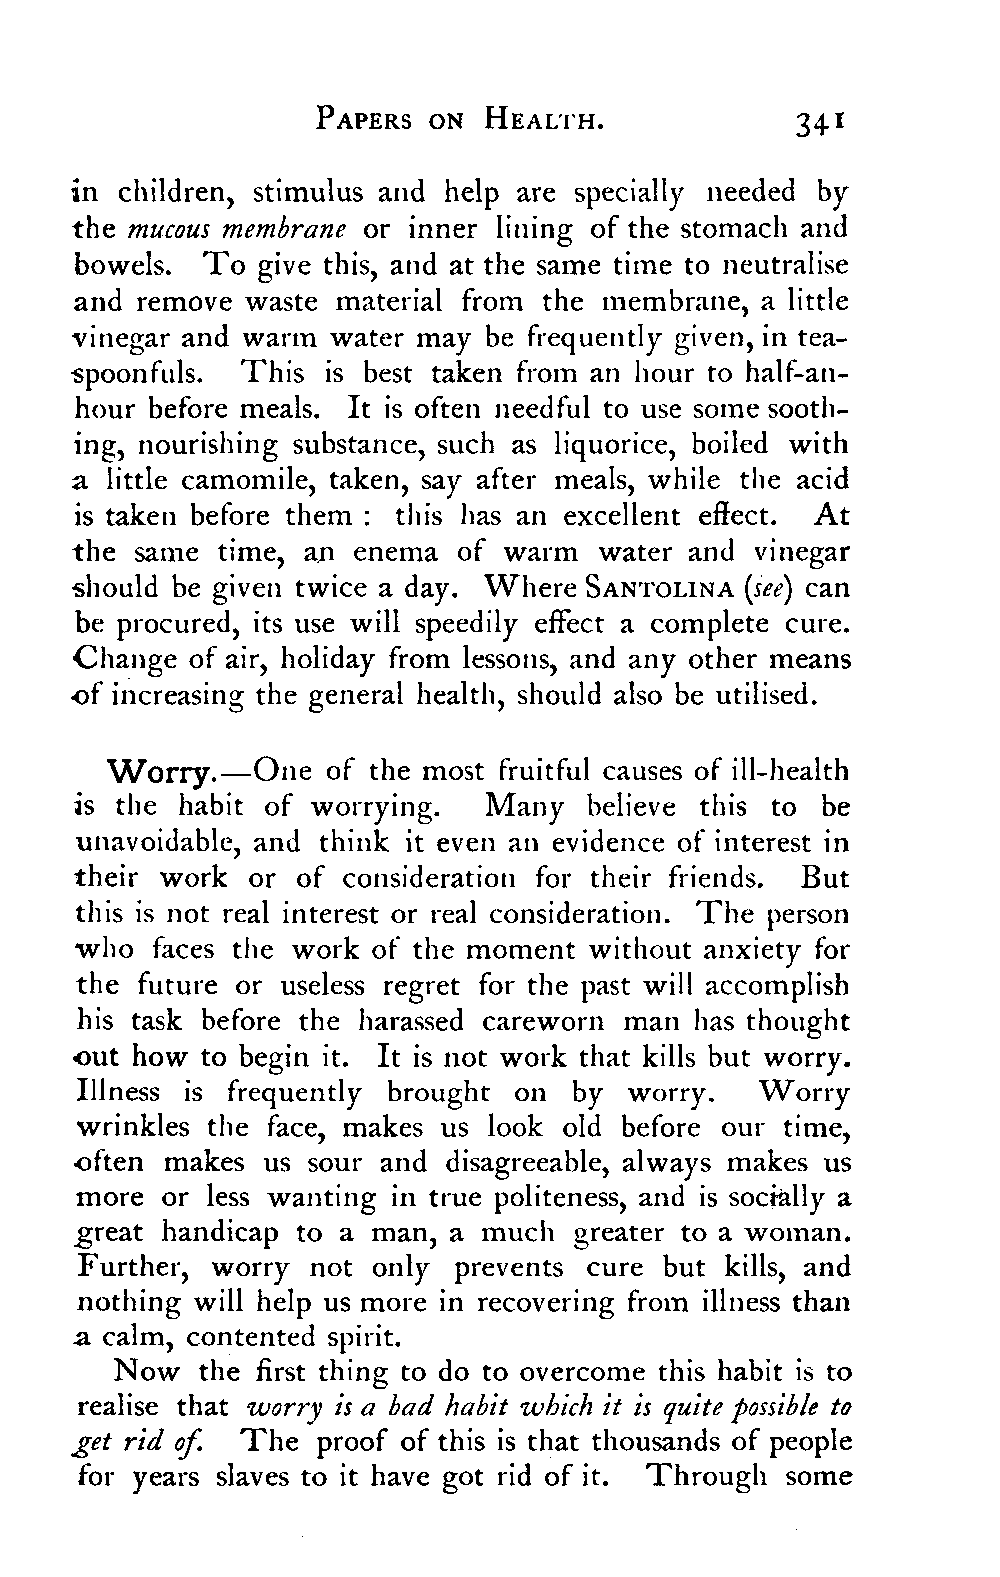 PAPERS ON HEALTH. 341
in children, stimulus and help are specially needed by
the mucous membrane or inner lining of the stomach and
bowels. To give this, and at the same time to neutralise
and remove waste material from the membrane, a little
vinegar and warm water may be frequently given, in tea-
spoonfuls. This is best taken from an hour to half-an-
hour before meals. It is often needful to use some sooth-
ing, nourishing substance, such as liquorice, boiled with
a little camomile, taken, say after meals, while the acid
is taken before them : this has an excellent effect. At
the same time, an enema of warm water and vinegar
should be given twice a day. Where SANTOLINA (see) can
be procured, its use will speedily effect a complete cure.
Change of air, holiday from lessons, and any other means
of increasing the general health, should also be utilised.
Worry.—One of the most fruitful causes of ill-health
is the habit of worrying. Many believe this to be
unavoidable, and think it even an evidence of interest in
their work or of consideration for their friends. But
this is not real interest or real consideration. The person
who faces the work of the moment without anxiety for
the future or useless regret for the past will accomplish
his task before the harassed careworn man has thought
out how to begin it. It is not work that kills but worry.
Illness is frequently brought on by worry. Worry
wrinkles the face, makes us look old before our time,
often makes us sour and disagreeable, always makes us
more or less wanting in true politeness, and is socially a
great handicap to a man, a much greater to a woman.
Further, worry not only prevents cure but kills, and
nothing will help us more in recovering from illness than
a calm, contented spirit.
Now the first thing to do to overcome this habit is to
realise that worry is a bad habit which it is quite possible to
get rid of. The proof of this is that thousands of people
for years slaves to it have got rid of it. Through some